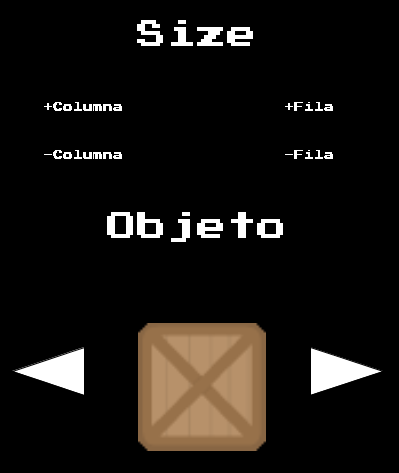 Size
+Columna +Fila
-Columna -Fila
Objeto